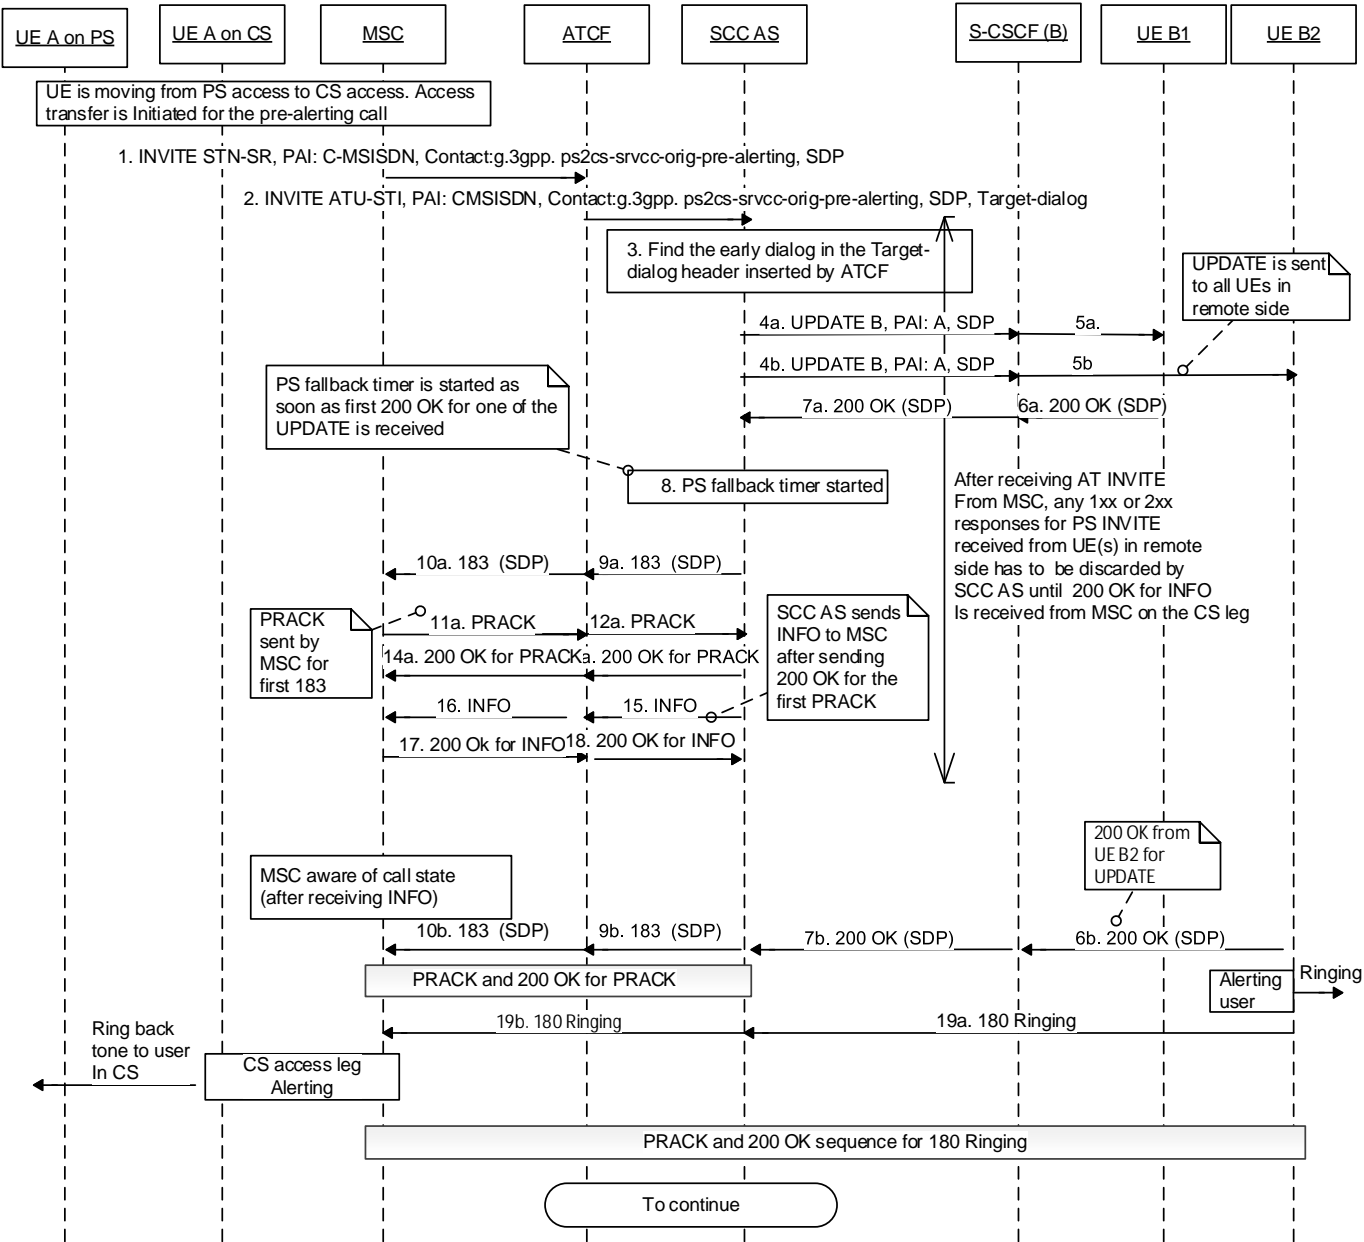 UE A on PS
UE A on CS
MSC
ATCF
SCC AS
S-CSCF (B)
UE B1
UE B2
UE is moving from PS access to CS access. Access
transfer is Initiated for the pre-alerting call
1. INVITE STN-SR, PAI: C-MSISDN, Contact:g.3gpp. ps2cs-srvcc-orig-pre-alerting, SDP
2. INVITE ATU-STI, PAI: CMSISDN, Contact:g.3gpp. ps2cs-srvcc-orig-pre-alerting, SDP, Target-dialog
3. Find the early dialog in the Target-
dialog header inserted by ATCF
UPDATE is sent
to all UEs in
remote side
4a. UPDATE B, PAI: A, SDP
5a.
4b. UPDATE B, PAI: A, SDP
5b
PS fallback timer is started as
soon as first 200 OK for one of the
UPDATE is received
7a. 200 OK (SDP)
6a. 200 OK (SDP)
8. PS fallback timer started
After receiving AT INVITE
From MSC, any 1xx or 2xx
responses for PS INVITE
received from UE(s) in remote
side has to be discarded by
SCC AS until 200 OK for INFO
Is received from MSC on the CS leg
10a. 183 (SDP)
9a. 183 (SDP)
PRACK
sent by
MSC for
first 183
11a. PRACK
12a. PRACK
SCC AS sends
INFO to MSC
after sending
200 OK for the
first PRACK
14a. 200 OK for PRACK
a. 200 OK for PRACK
16. INFO
15. INFO
17. 200 Ok for INFO
18. 200 OK for INFO
200 OK from
UE B2 for
UPDATE
MSC aware of call state
(after receiving INFO)
10b. 183 (SDP)
9b. 183 (SDP)
7b. 200 OK (SDP)
6b. 200 OK (SDP)
PRACK and 200 OK for PRACK
Alerting
user
Ringing
19b. 180 Ringing
19a. 180 Ringing
Ring back
tone to user
In CS
CS access leg
Alerting
PRACK and 200 OK sequence for 180 Ringing
To continue